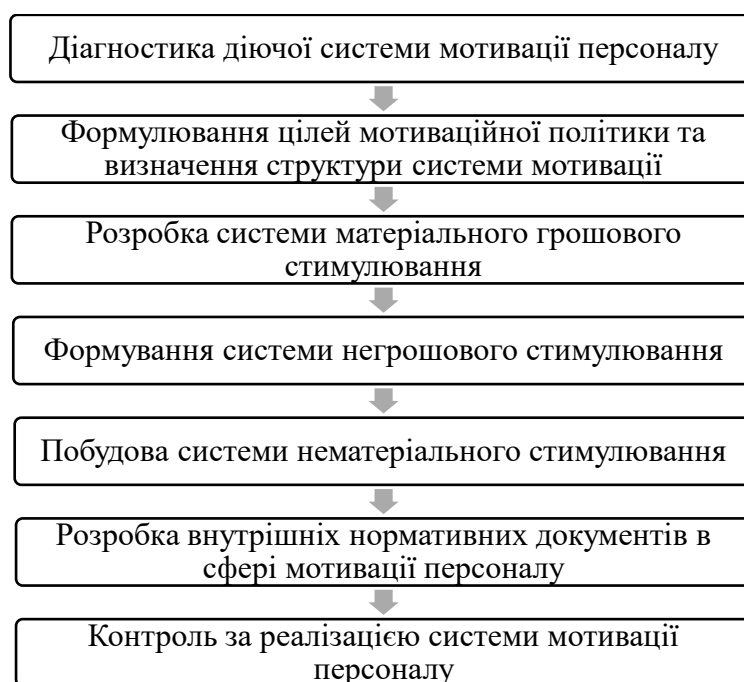 Діагностика діючої системи мотивації персоналу
Формулювання цілей мотиваційної політики та
визначення структури системи мотивації
Розробка системи матеріального грошового
стимулювання
Формування системи негрошового стимулювання
Побудова системи нематеріального стимулювання
Розробка внутрішніх нормативних документів в
сфері мотивації персоналу
Контроль за реалізацією системи мотивації
персоналу